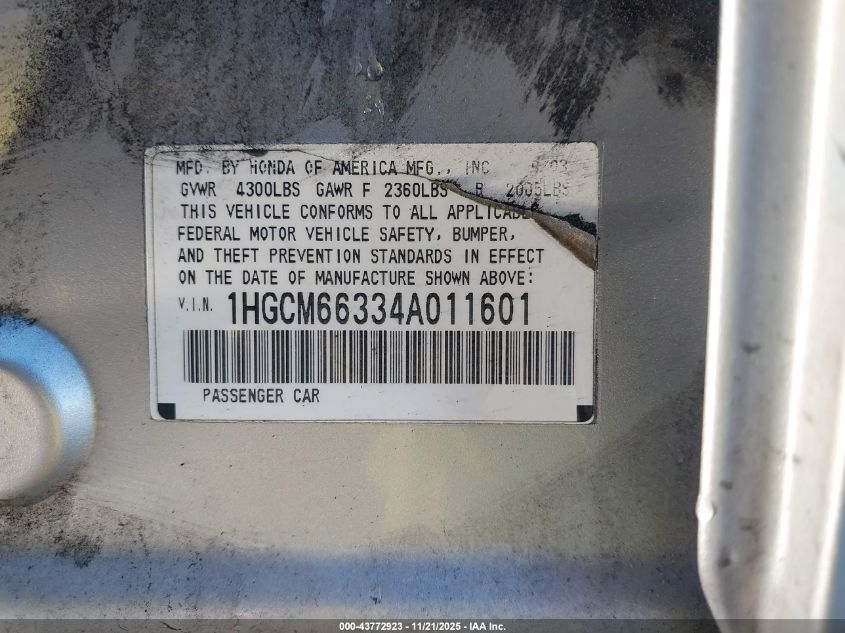 MFD. BY HONDA OF AMERICA MFG., INC 9/03
GVWR 4300LBS GAWR F 2360LBS R 2005LBS
THIS VEHICLE CONFORMS TO ALL APPLICABLE
FEDERAL MOTOR VEHICLE SAFETY, BUMPER,
AND THEFT PREVENTION STANDARDS IN EFFECT
ON THE DATE OF MANUFACTURE SHOWN ABOVE:
V.I.N. 1HGCM66334A011601
PASSENGER CAR
000-43772923 - 11/21/2025 - IAA Inc.